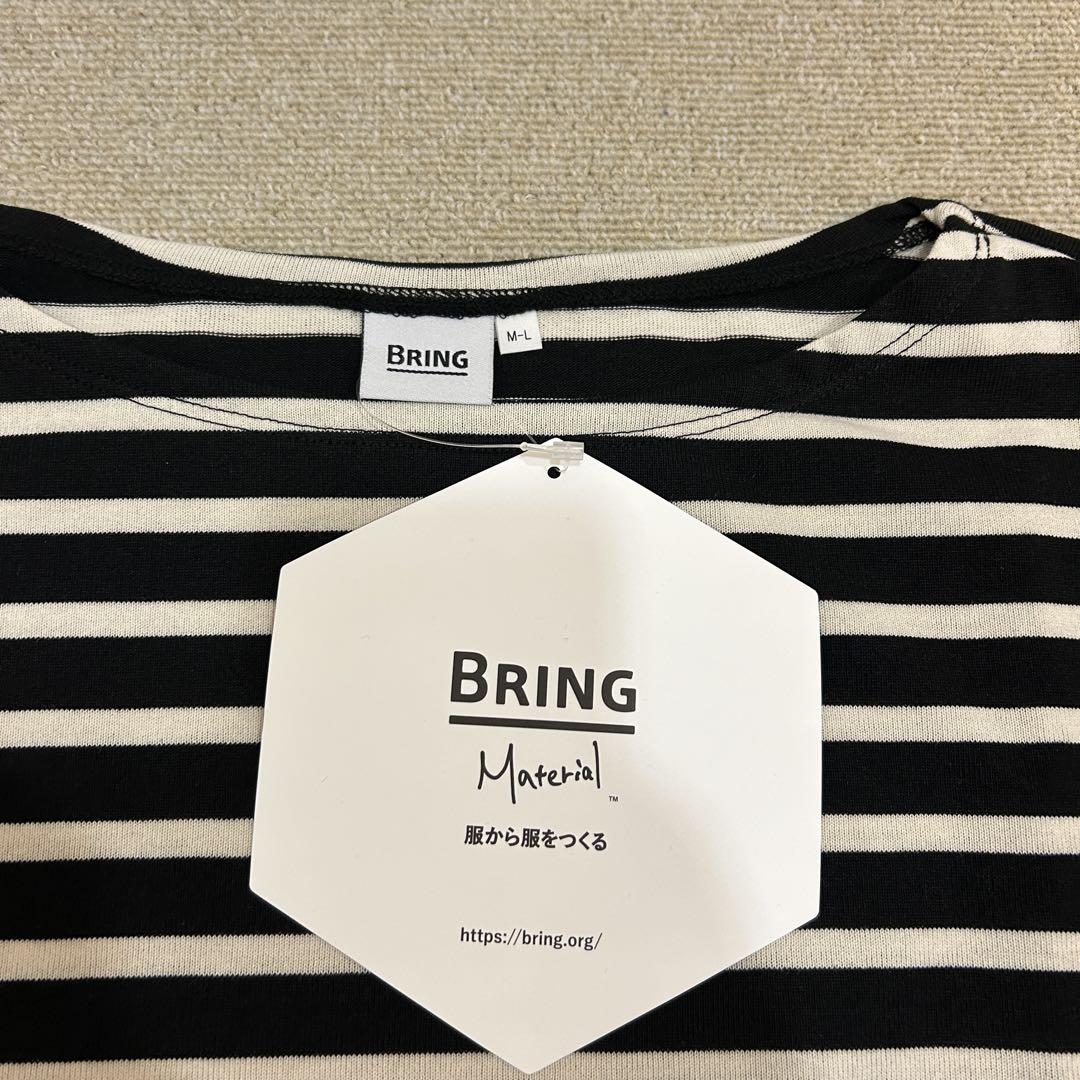 BRING
M-L
BRING
Material
™
服から服をつくる
https://bring.org/